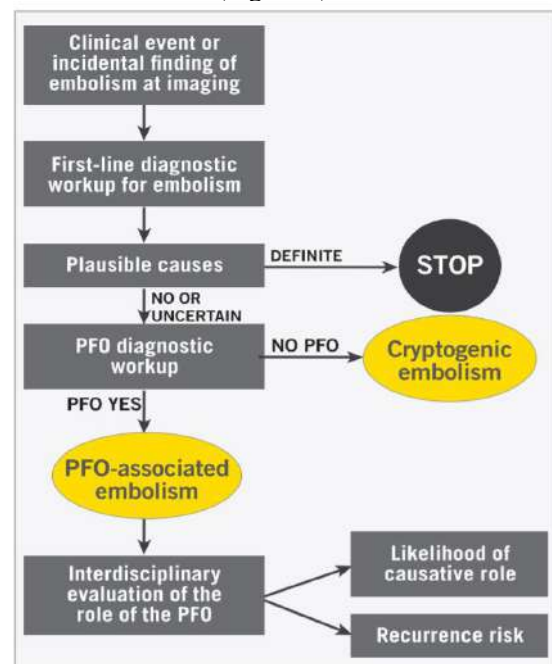 Clinical event or
incidental finding of
embolism at imaging
First-line diagnostic
workup for embolism
Plausible causes
DEFINITE
STOP
NO OR
UNCERTAIN
PFO diagnostic
workup
NO PFO
Cryptogenic
embolism
PFO YES
PFO-associated
embolism
Interdisciplinary
evaluation of the
role of the PFO
Likelihood of
causative role
Recurrence risk